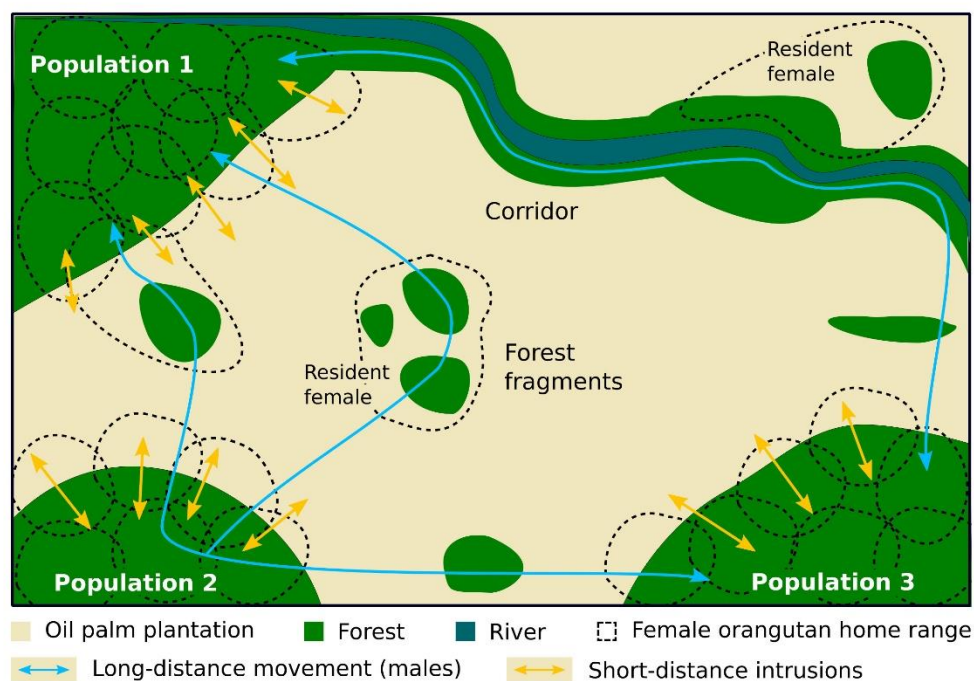 Population 1
Resident
female
Corridor
Resident
female
Forest
fragments
Population 2
Population 3
Oil palm plantation
Forest
River
Female orangutan home range
Long-distance movement (males)
Short-distance intrusions